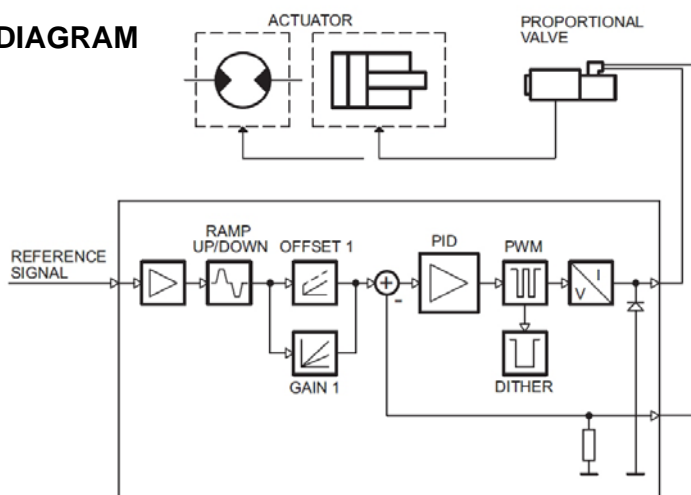 DIAGRAM
ACTUATOR
PROPORTIONAL
VALVE
REFERENCE
SIGNAL
RAMP
UP/DOWN
OFFSET 1
GAIN 1
+
-
PID
PWM
DITHER
I
V